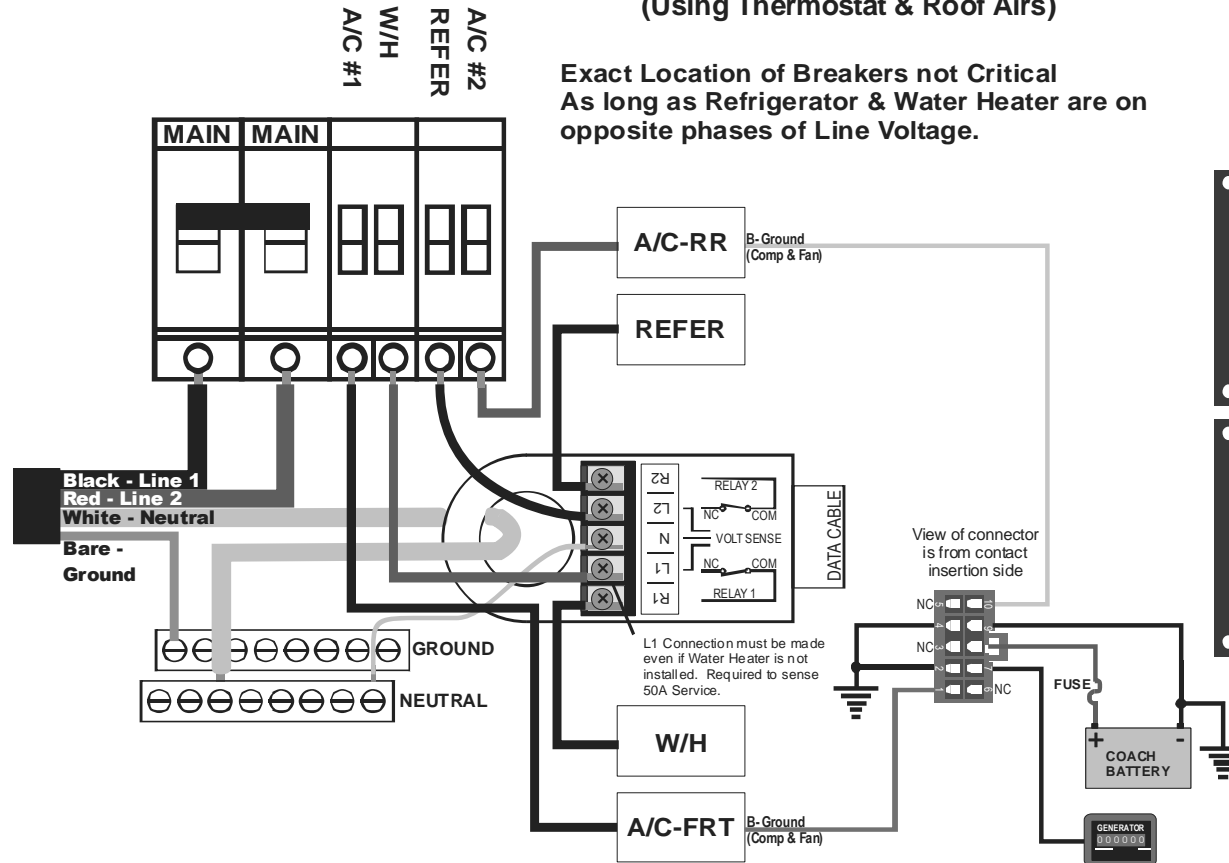 (Using Thermostat & Roof Airs)
Exact Location of Breakers not Critical
As long as Refrigerator & Water Heater are on
opposite phases of Line Voltage.
A/C #1
W/H
REFER
A/C #2
MAIN
MAIN
A/C-RR
B- Ground
(Comp & Fan)
REFER
Black - Line 1
Red - Line 2
White - Neutral
Bare -
Ground
R2
L2
N
L1
R1
RELAY 2
NC
COM
VOLT SENSE
NC
COM
RELAY 1
DATA CABLE
View of connector
is from contact
insertion side
NC
5
10
4
9
NC
3
2
7
1
6
NC
GROUND
NEUTRAL
L1 Connection must be made
even if Water Heater is not
installed. Required to sense
50A Service.
FUSE
+
-
COACH
BATTERY
W/H
A/C-FRT
B- Ground
(Comp & Fan)
GENERATOR
000000